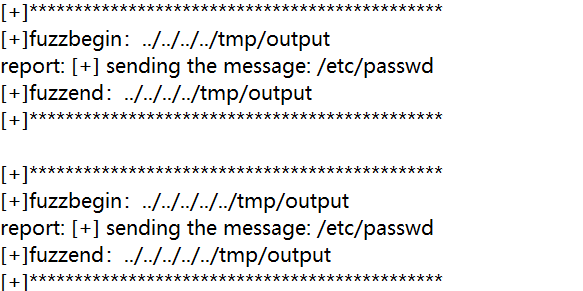 [+]**********************************************
[+]fuzzbegin：../../../../tmp/output
report: [+] sending the message: /etc/passwd
[+]fuzzend：../../../../tmp/output
[+]**********************************************
[+]**********************************************
[+]fuzzbegin：../../../../../tmp/output
report: [+] sending the message: /etc/passwd
[+]fuzzend：../../../../../tmp/output
[+]**********************************************